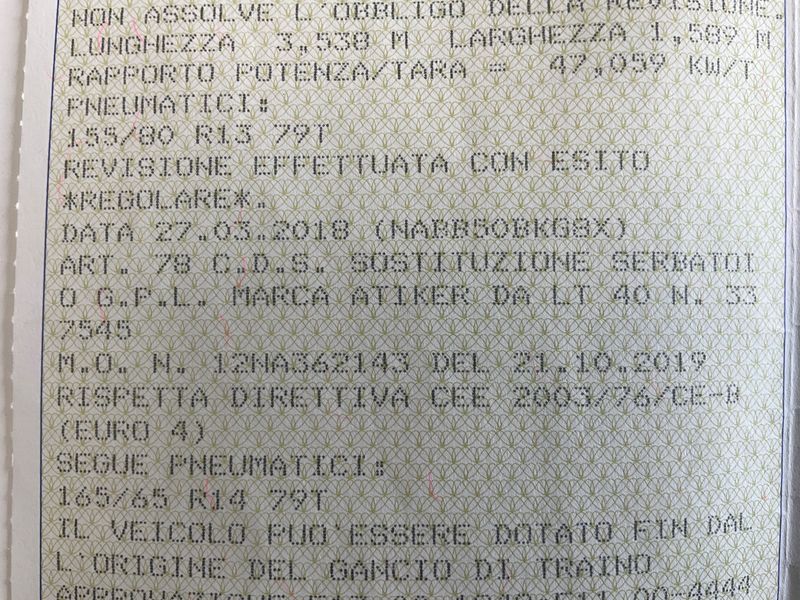 NON ASSOLVE L'OBBLIGO DELLA REVISIONE.
LUNGHEZZA 3,538 M LARGHEZZA 1,589 M
RAPPORTO POTENZA/TARA = 47,059 KW/T
PNEUMATICI:
155/80 R13 79T
REVISIONE EFFETTUATA CON ESITO
*REGOLARE*.
DATA 27.03.2018 (NABB50BKG8X)
ART. 78 C.D.S. SOSTITUZIONE SERBATOI
O G.P.L. MARCA ATIKER DA LT 40 N. 33
7545
M.O. N. 12NA362143 DEL 21.10.2019
RISPETTA DIRETTIVA CEE 2003/76/CE-B
(EURO 4)
SEGUE PNEUMATICI:
165/65 R14 79T
IL VEICOLO PUO'ESSERE DOTATO FIN DAL
L'ORIGINE DEL GANCIO DI TRAINO